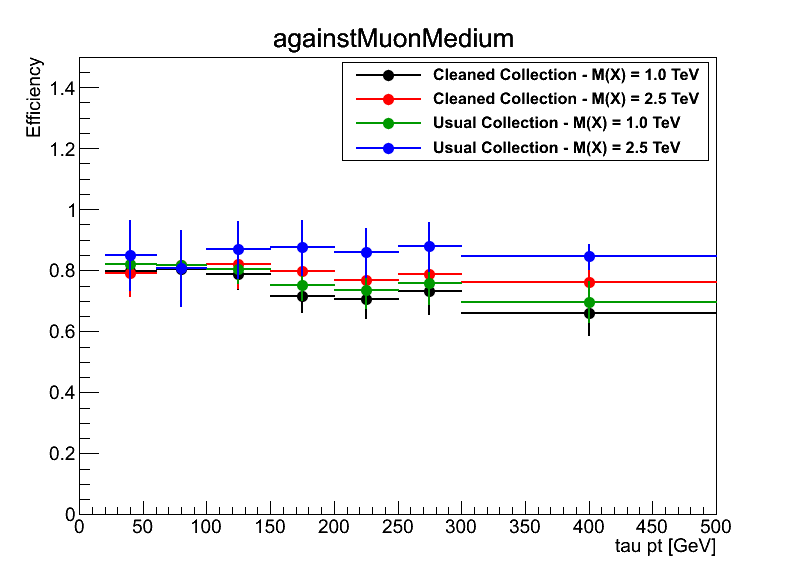 againstMuonMedium
Efficiency
Cleaned Collection - M(X) = 1.0 TeV
Cleaned Collection - M(X) = 2.5 TeV
Usual Collection - M(X) = 1.0 TeV
Usual Collection - M(X) = 2.5 TeV
1.4
1.2
1
0.8
0.6
0.4
0.2
0
0 50 100 150 200 250 300 350 400 450 500
tau pt [GeV]